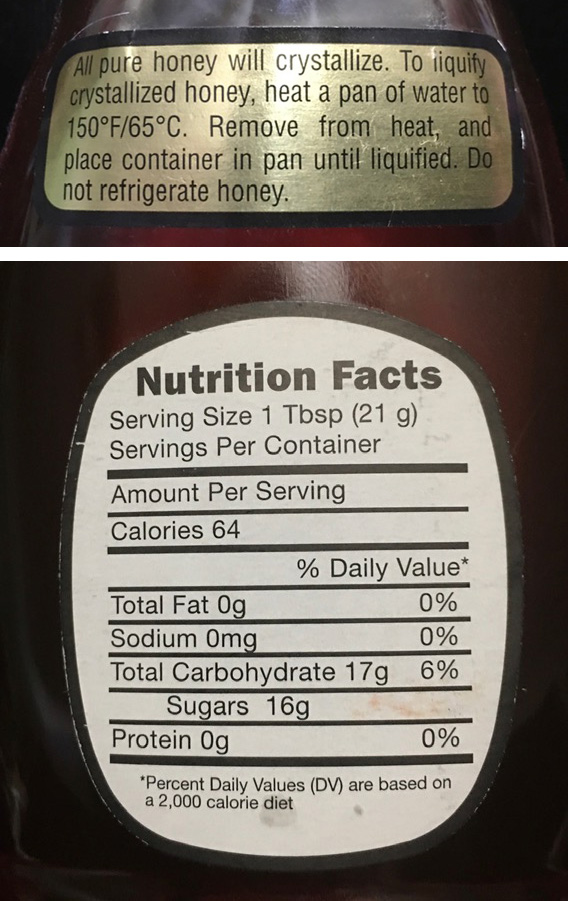 All pure honey will crystallize. To liquify
crystallized honey, heat a pan of water to
150°F/65°C. Remove from heat, and
place container in pan until liquified. Do
not refrigerate honey.
Nutrition Facts
Serving Size 1 Tbsp (21 g)
Servings Per Container
Amount Per Serving
Calories 64
% Daily Value*
Total Fat 0g 0%
Sodium 0mg 0%
Total Carbohydrate 17g 6%
Sugars 16g
Protein 0g 0%
*Percent Daily Values (DV) are based on
a 2,000 calorie diet